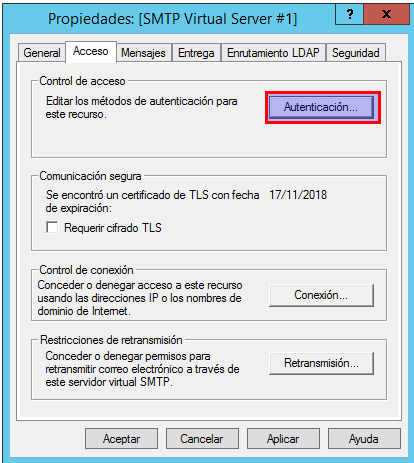 Propiedades: [SMTP Virtual Server #1]
?
x
General
Acceso
Mensajes
Entrega
Enrutamiento LDAP
Seguridad
Control de acceso
Editar los métodos de autenticación para
este recurso.
Autenticación...
Comunicación segura
Se encontró un certificado de TLS con fecha
de expiración:
17/11/2018
Requerir cifrado TLS
Control de conexión
Conceder o denegar acceso a este recurso
usando las direcciones IP o los nombres de
dominio de Internet.
Conexión...
Restricciones de retransmisión
Conceder o denegar permisos para
retransmitir correo electrónico a través de
este servidor virtual SMTP.
Retransmisión...
Aceptar
Cancelar
Aplicar
Ayuda